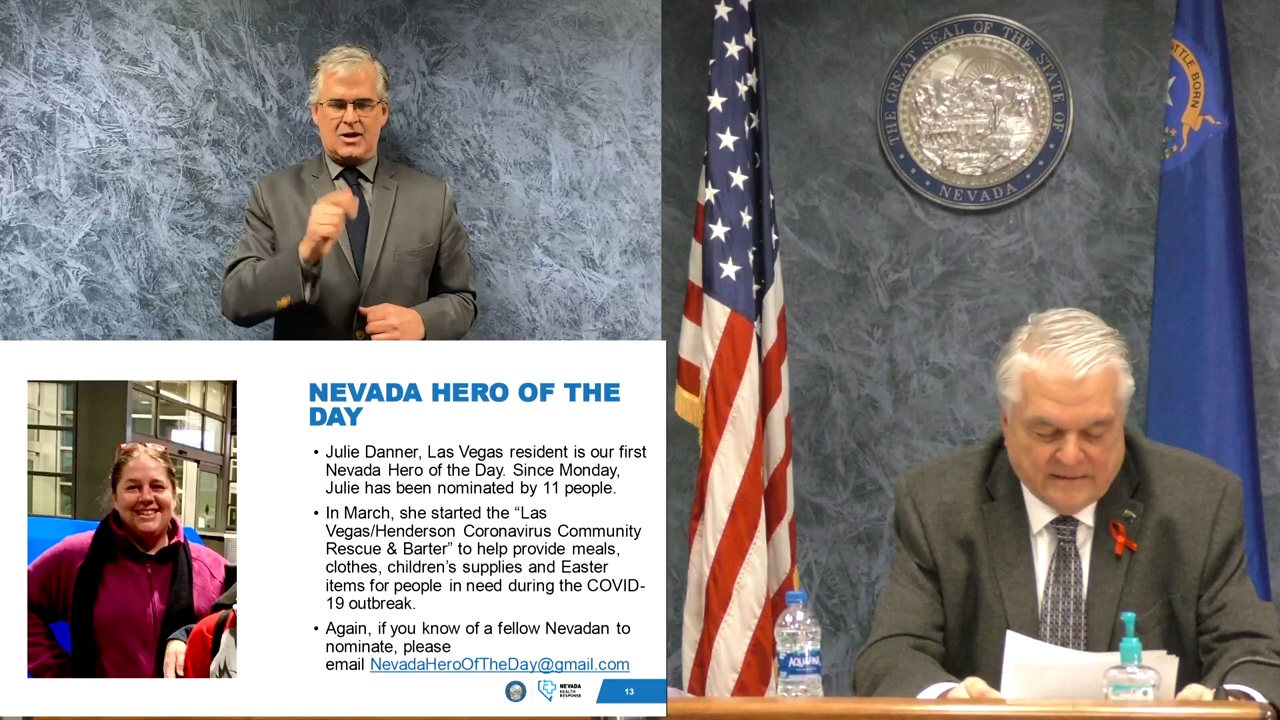 THE GREAT SEAL OF THE STATE OF
NEVADA
BATTLE BORN
NEVADA HERO OF THE
DAY
• Julie Danner, Las Vegas resident is our first
Nevada Hero of the Day. Since Monday,
Julie has been nominated by 11 people.
• In March, she started the “Las
Vegas/Henderson Coronavirus Community
Rescue & Barter” to help provide meals,
clothes, children’s supplies and Easter
items for people in need during the COVID-
19 outbreak.
• Again, if you know of a fellow Nevadan to
nominate, please
email NevadaHeroOfTheDay@gmail.com
NEVADA
HEALTH
RESPONSE
13
AQUAFINA